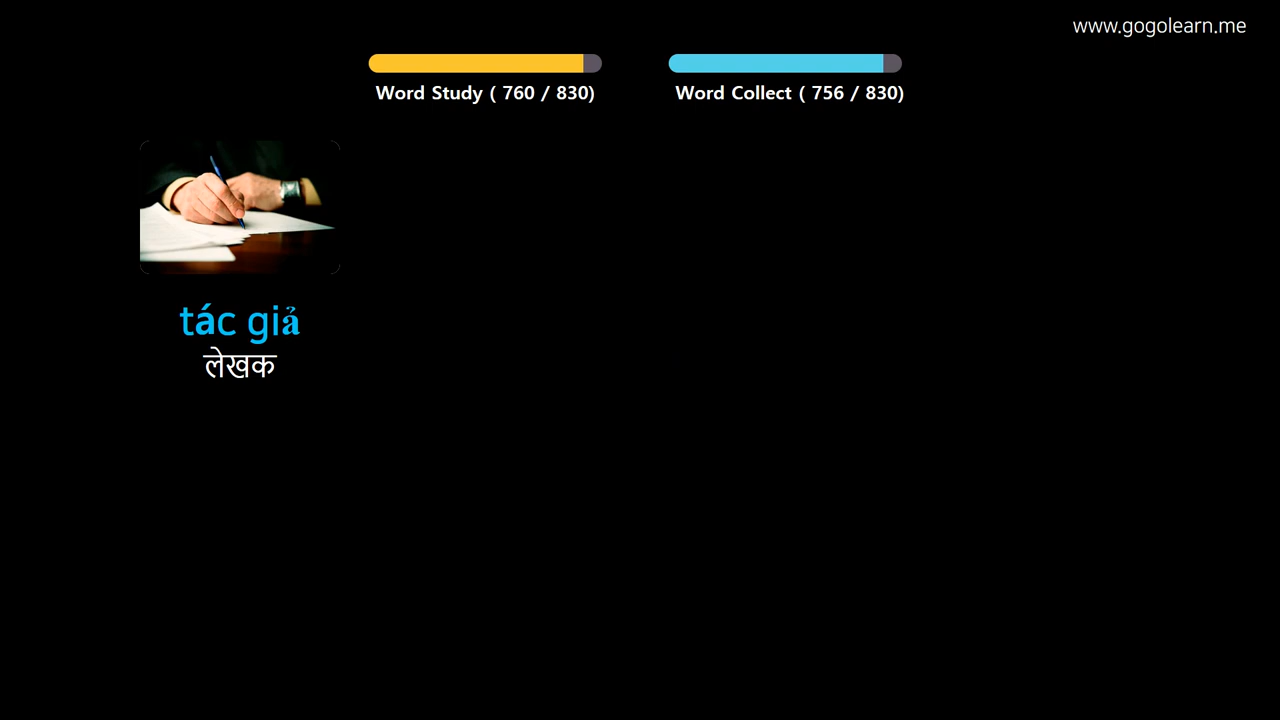 www.gogolearn.me
Word Study ( 760 / 830)
Word Collect ( 756 / 830)
tác giả
लेखक